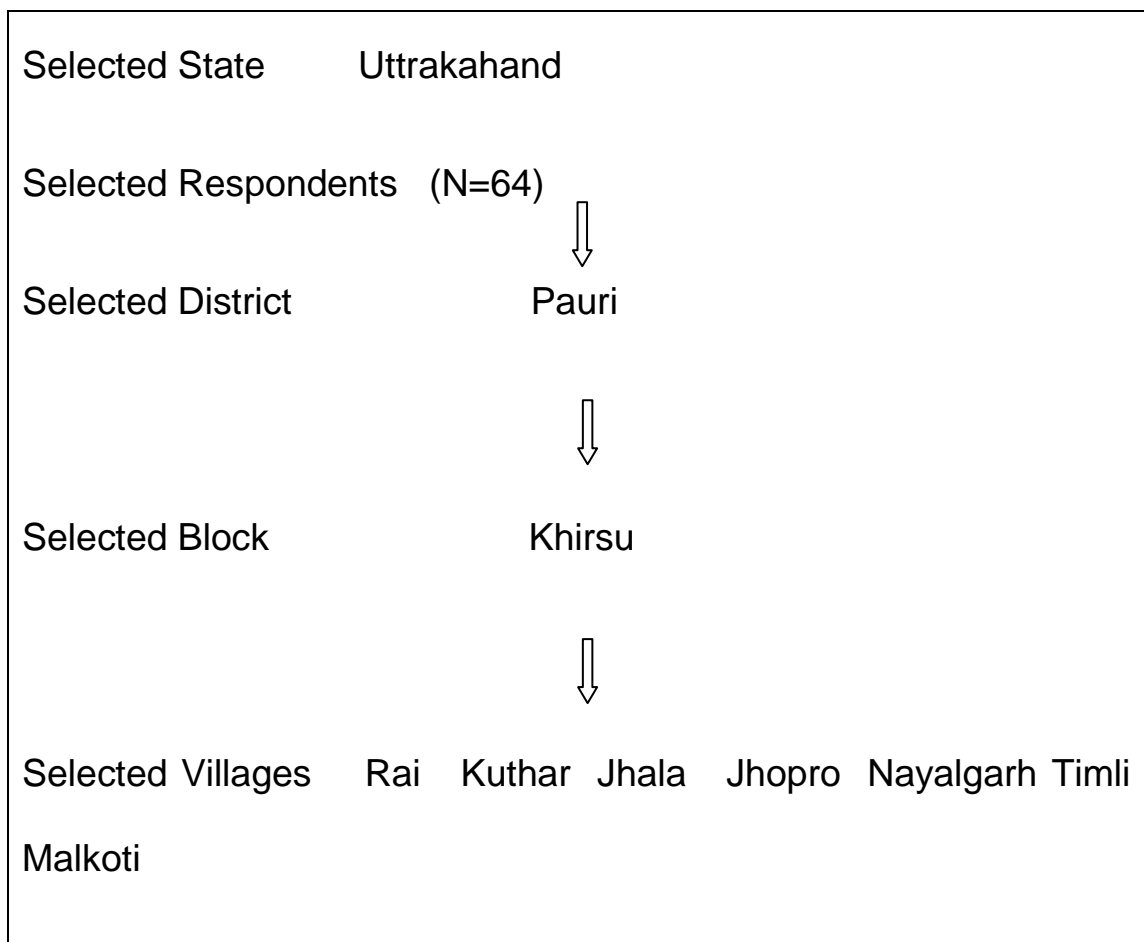 Selected State Uttrakahand
Selected Respondents (N=64)
Selected District Pauri
Selected Block Khirsu
Selected Villages Rai Kuthar Jhala Jhopro Nayalgarh Timli
Malkoti